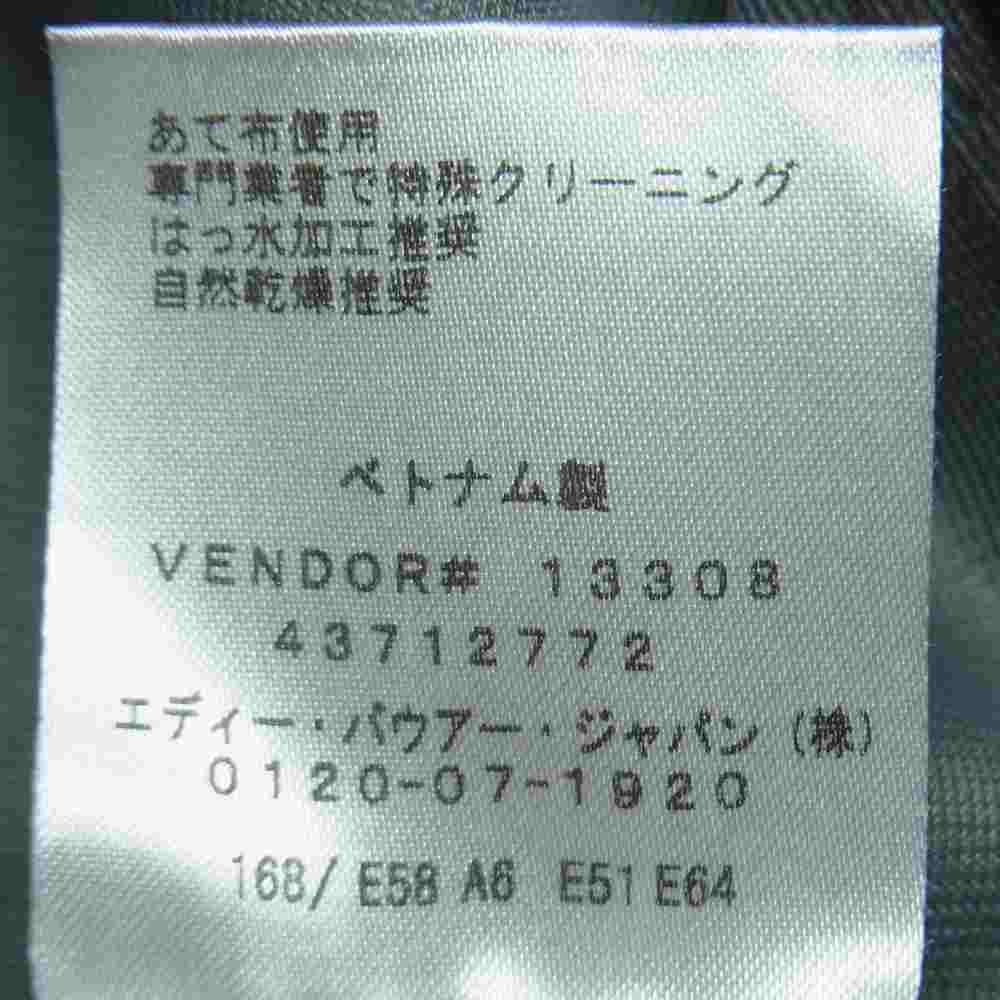 あて布使用
専門業者で特殊クリーニング
はっ水加工推奨
自然乾燥推奨
ベトナム製
VENDOR# 13308
43712772
エディー・バウアー・ジャパン(株)
0120-07-1920
168/ E58 A6 E51 E64